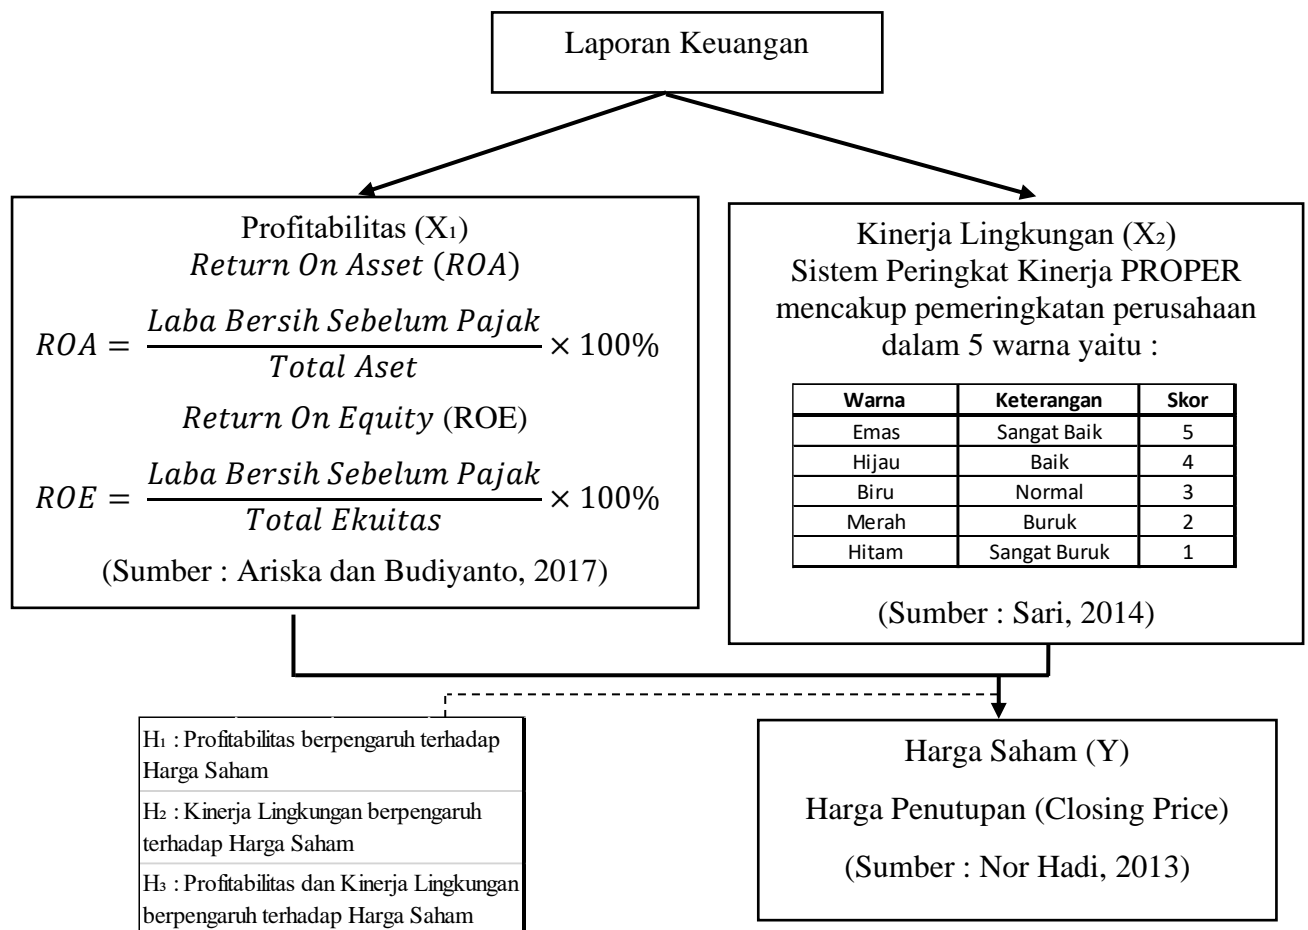 Laporan Keuangan
Profitabilitas (X₁)
Return On Asset (ROA)
ROA = Laba Bersih Sebelum Pajak / Total Aset × 100%
Return On Equity (ROE)
ROE = Laba Bersih Sebelum Pajak / Total Ekuitas × 100%
(Sumber : Ariska dan Budiyanto, 2017)
Kinerja Lingkungan (X₂)
Sistem Peringkat Kinerja PROPER
mencakup pemeringkatan perusahaan
dalam 5 warna yaitu :
Warna Keterangan Skor
Emas Sangat Baik 5
Hijau Baik 4
Biru Normal 3
Merah Buruk 2
Hitam Sangat Buruk 1
(Sumber : Sari, 2014)
H₁ : Profitabilitas berpengaruh terhadap
Harga Saham
H₂ : Kinerja Lingkungan berpengaruh
terhadap Harga Saham
H₃ : Profitabilitas dan Kinerja Lingkungan
berpengaruh terhadap Harga Saham
Harga Saham (Y)
Harga Penutupan (Closing Price)
(Sumber : Nor Hadi, 2013)